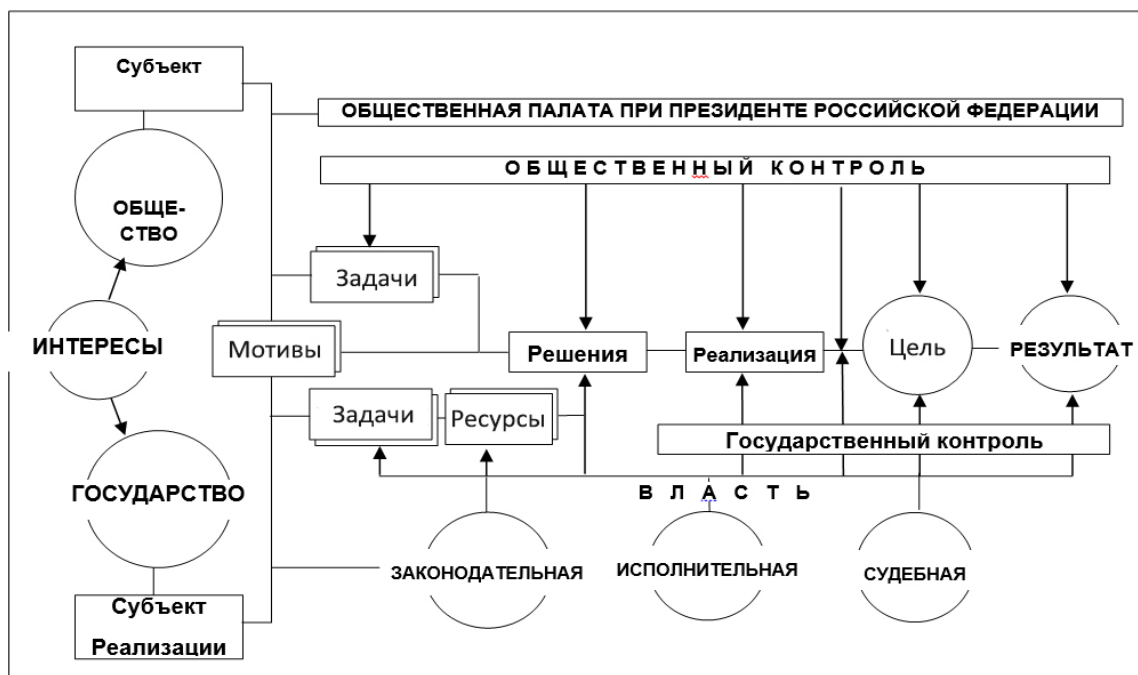 Субъект
ОБЩЕСТВЕННАЯ ПАЛАТА ПРИ ПРЕЗИДЕНТЕ РОССИЙСКОЙ ФЕДЕРАЦИИ
ОБЩЕСТВЕННЫЙ КОНТРОЛЬ
ОБЩЕ-
СТВО
Задачи
ИНТЕРЕСЫ
Мотивы
Решения
Реализация
Цель
РЕЗУЛЬТАТ
Задачи
Ресурсы
Государственный контроль
ГОСУДАРСТВО
ВЛАСТЬ
ЗАКОНОДАТЕЛЬНАЯ
ИСПОЛНИТЕЛЬНАЯ
СУДЕБНАЯ
Субъект
Реализации